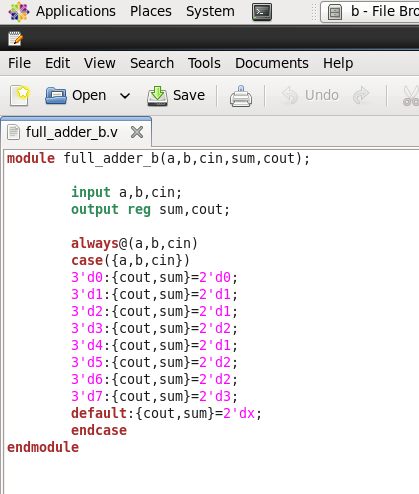 Applications Places System b - File Bro
File Edit View Search Tools Documents Help
Open Save Undo
full_adder_b.v
module full_adder_b(a,b,cin,sum,cout);
input a,b,cin;
output reg sum,cout;
always@(a,b,cin)
case({a,b,cin})
3'd0:{cout,sum}=2'd0;
3'd1:{cout,sum}=2'd1;
3'd2:{cout,sum}=2'd1;
3'd3:{cout,sum}=2'd2;
3'd4:{cout,sum}=2'd1;
3'd5:{cout,sum}=2'd2;
3'd6:{cout,sum}=2'd2;
3'd7:{cout,sum}=2'd3;
default:{cout,sum}=2'dx;
endcase
endmodule